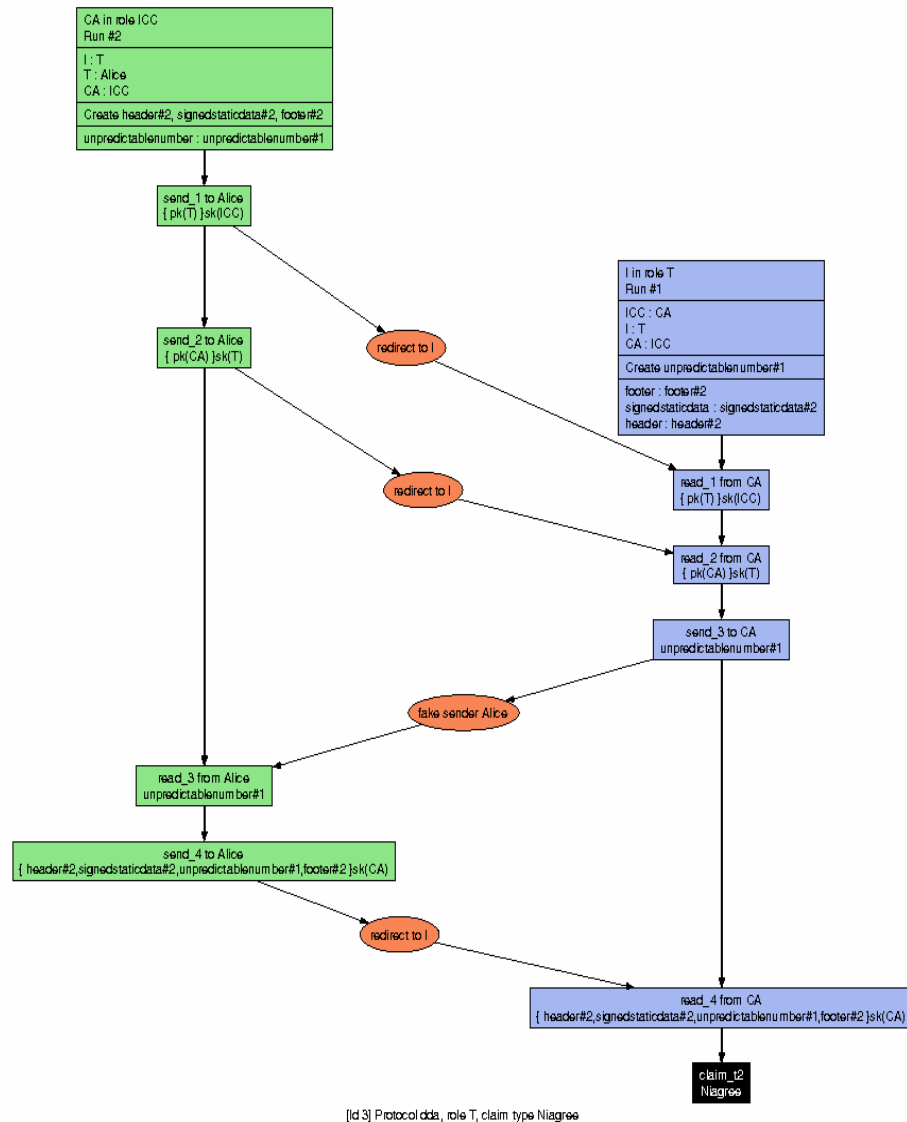 CA in role ICC
Run #2
I : T
T : Alice
CA : ICC
Create header#2, signedstaticdata#2, footer#2
unpredictablenumber : unpredictablenumber#1
send_1 to Alice
{ pk(T) }sk(ICC)
I in role T
Run #1
ICC : CA
I : T
CA : ICC
Create unpredictablenumber#1
footer : footer#2
signedstaticdata : signedstaticdata#2
header : header#2
send_2 to Alice
{ pk(CA) }sk(T)
redirect to I
redirect to I
read_1 from CA
{ pk(T) }sk(ICC)
read_2 from CA
{ pk(CA) }sk(T)
send_3 to CA
unpredictablenumber#1
fake sender Alice
read_3 from Alice
unpredictablenumber#1
send_4 to Alice
{ header#2,signedstaticdata#2,unpredictablenumber#1,footer#2 }sk(CA)
redirect to I
read_4 from CA
{ header#2,signedstaticdata#2,unpredictablenumber#1,footer#2 }sk(CA)
claim_t2
Niagree
[Id 3] Protocol dda, role T, claim type Niagree